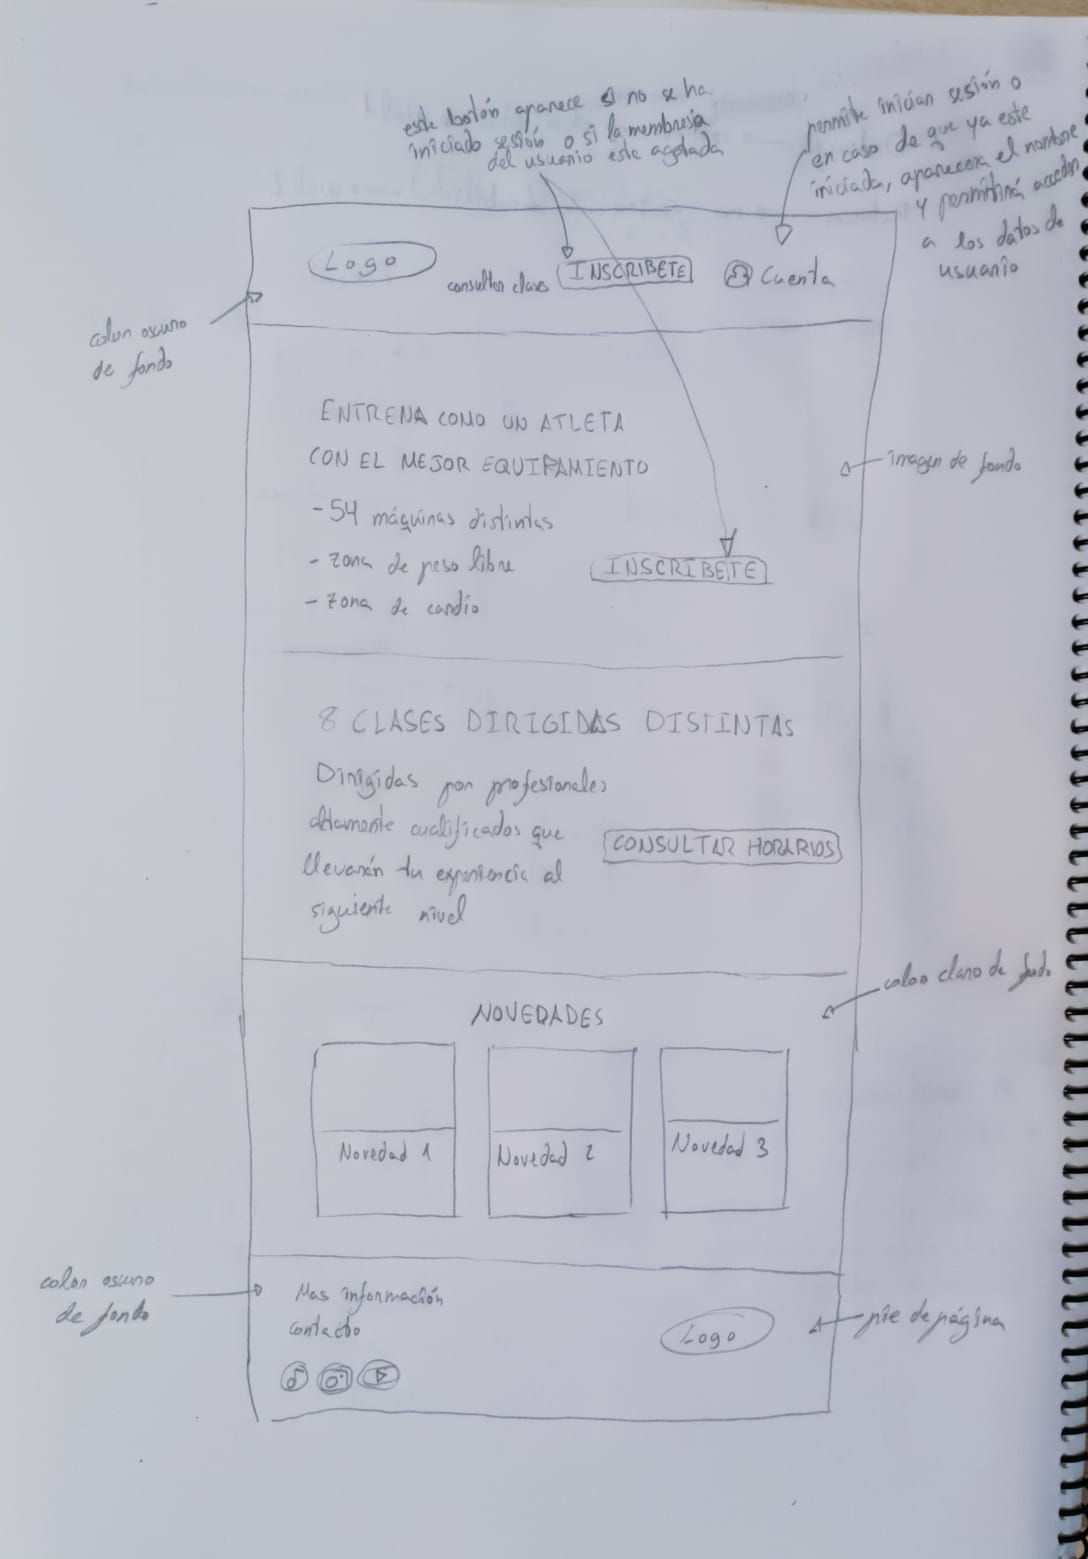 este botón aparece si no se ha
iniciado sesión o si la membresia
del usuario este agotada
permite iniciar sesión o
en caso de que ya este
iniciada, aparecera el nombre
y permitirá acceder
a los datos de
usuario
Logo
consultar clases
INSCRIBETE
Cuenta
color oscuro
de fondo
ENTRENA COMO UN ATLETA
CON EL MEJOR EQUIPAMIENTO
- 54 máquinas distintas
- zona de peso libre
- zona de cardio
INSCRIBETE
imagen de fondo
8 CLASES DIRIGIDAS DISTINTAS
Dirigidas por profesionales
altamente cualificados que
llevarán tu experiencia al
siguiente nivel
CONSULTAR HORARIOS
color claro de fondo
NOVEDADES
Novedad 1
Novedad 2
Novedad 3
color oscuro
de fondo
Mas información
contacto
Logo
pie de página